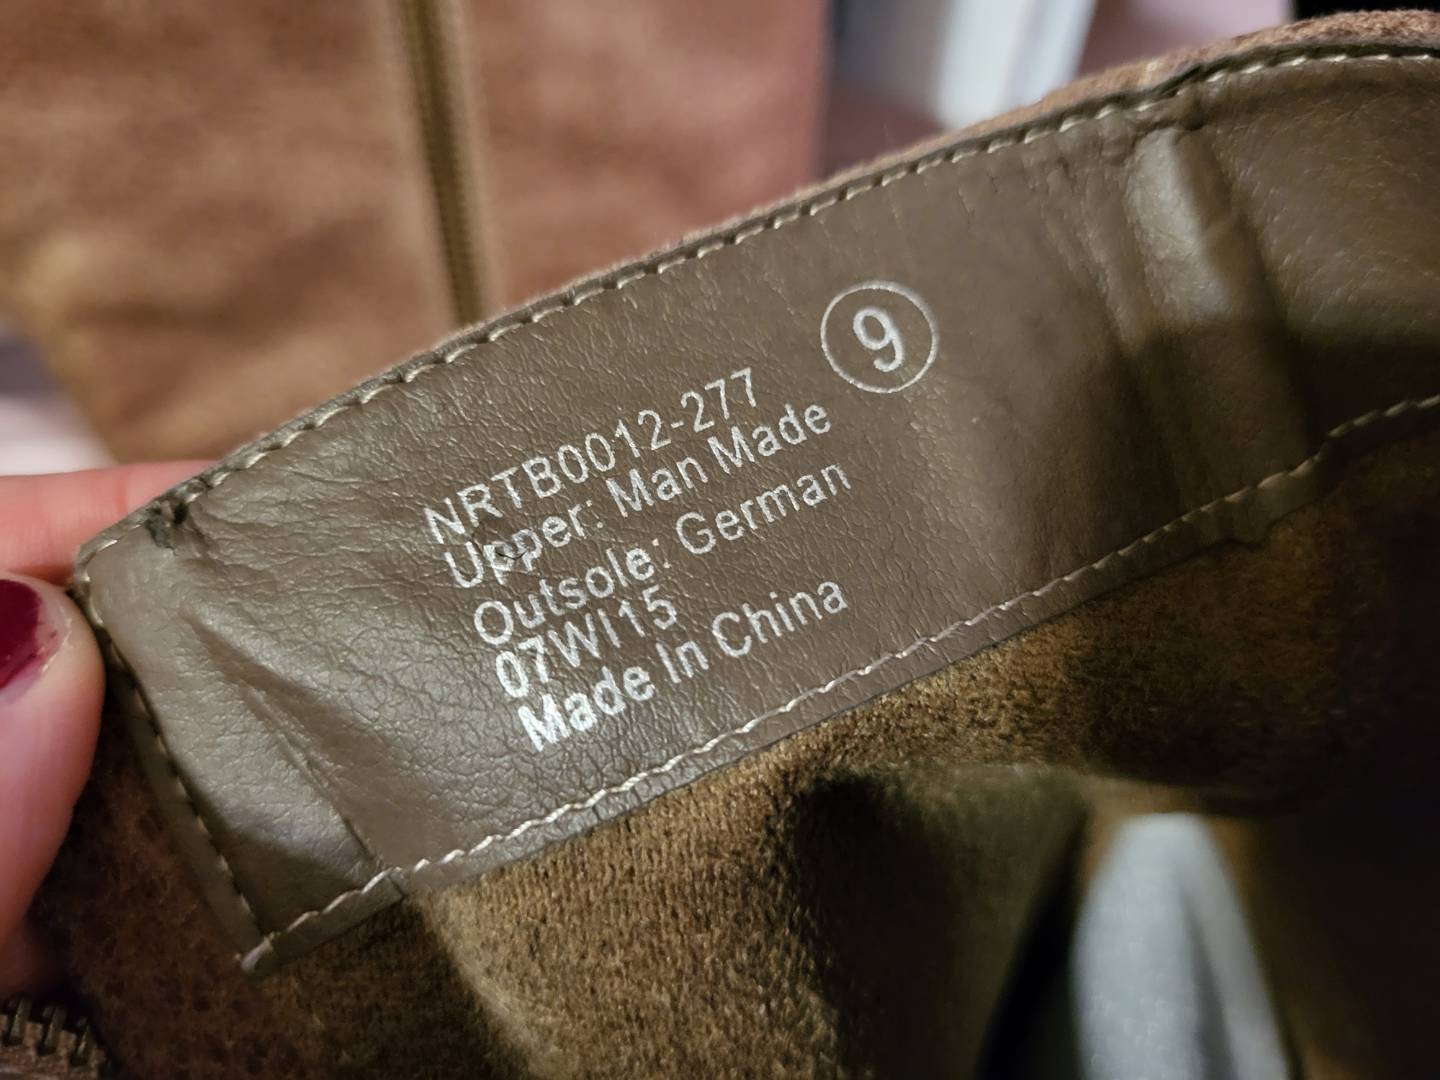 9
NRTB0012-277
Upper: Man Made
Outsole: German
07WI15
Made In China